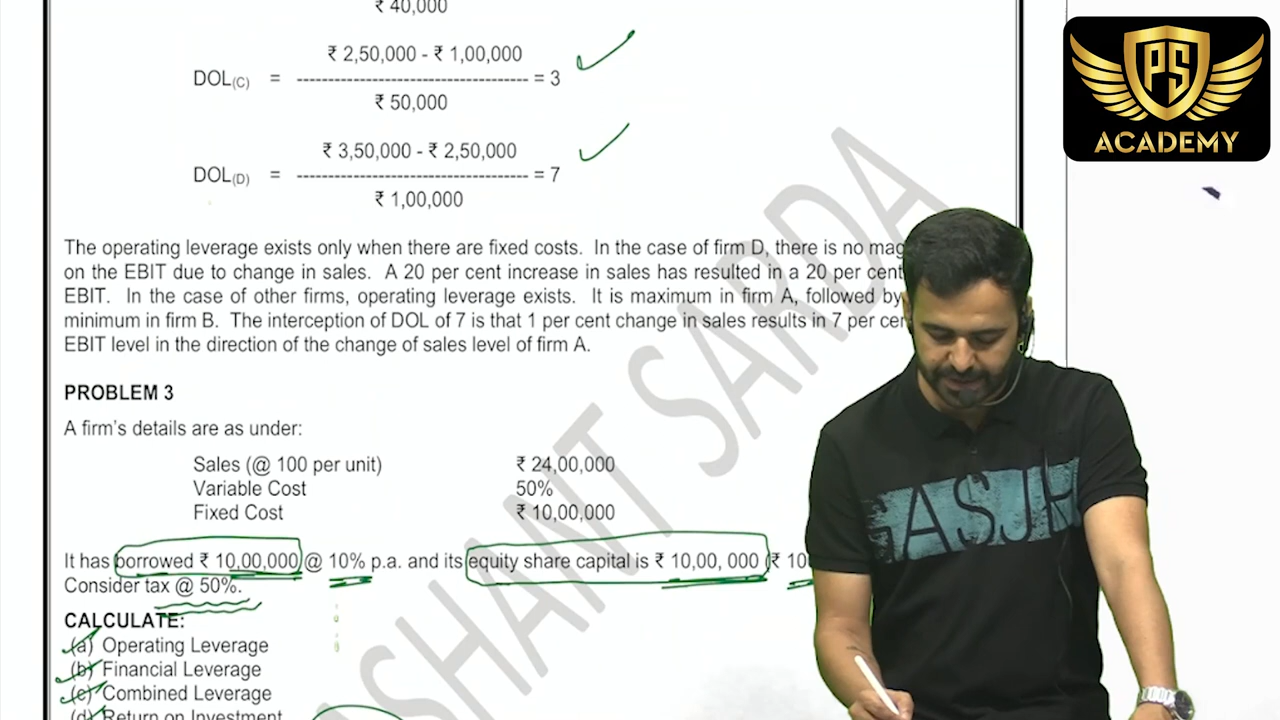 ₹ 40,000
₹ 2,50,000 - ₹ 1,00,000
DOL(C) = -------------------------------------- = 3
₹ 50,000
₹ 3,50,000 - ₹ 2,50,000
DOL(D) = -------------------------------------- = 7
₹ 1,00,000
The operating leverage exists only when there are fixed costs. In the case of firm D, there is no mag
on the EBIT due to change in sales. A 20 per cent increase in sales has resulted in a 20 per cent
EBIT. In the case of other firms, operating leverage exists. It is maximum in firm A, followed by
minimum in firm B. The interception of DOL of 7 is that 1 per cent change in sales results in 7 per cen
EBIT level in the direction of the change of sales level of firm A.
PROBLEM 3
A firm's details are as under:
Sales (@ 100 per unit) ₹ 24,00,000
Variable Cost 50%
Fixed Cost ₹ 10,00,000
It has borrowed ₹ 10,00,000 @ 10% p.a. and its equity share capital is ₹ 10,00, 000 (₹ 10
Consider tax @ 50%.
CALCULATE:
(a) Operating Leverage
(b) Financial Leverage
(c) Combined Leverage
(d) Return on Investment
PS
ACADEMY
GASJE
SHANT SARDA